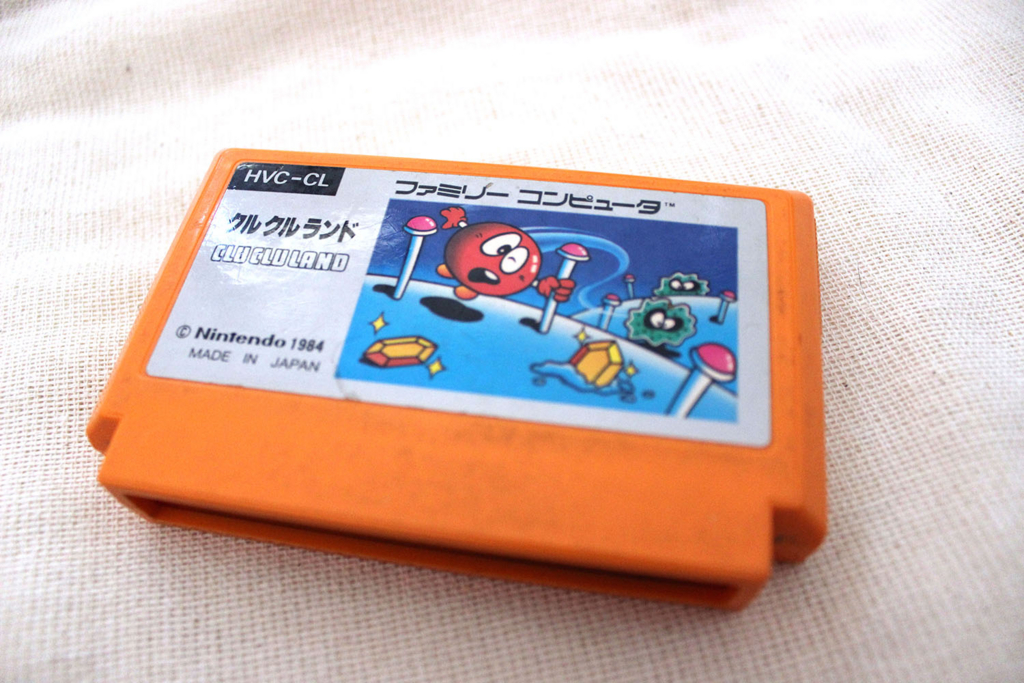 HVC-CL
ファミリー コンピュータ™
クルクルランド
CLU CLU LAND
© Nintendo 1984
MADE IN JAPAN